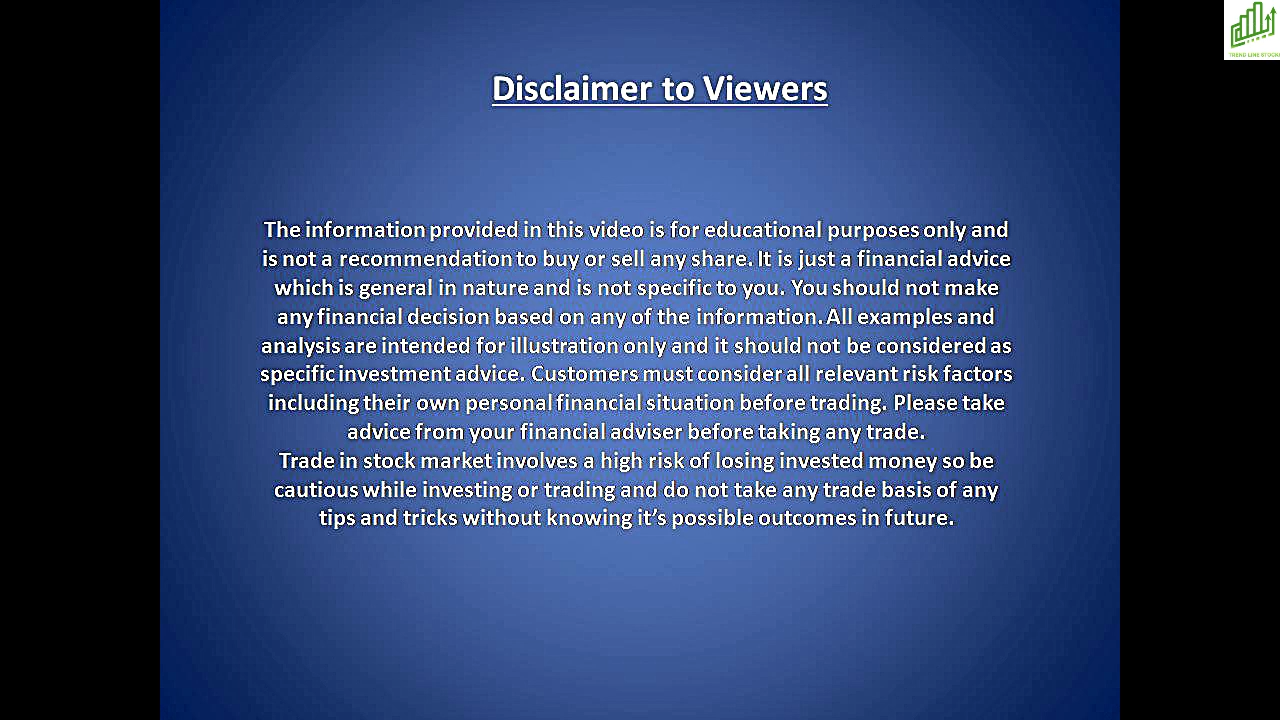 TREND LINE STOCKS
Disclaimer to Viewers
The information provided in this video is for educational purposes only and
is not a recommendation to buy or sell any share. It is just a financial advice
which is general in nature and is not specific to you. You should not make
any financial decision based on any of the information. All examples and
analysis are intended for illustration only and it should not be considered as
specific investment advice. Customers must consider all relevant risk factors
including their own personal financial situation before trading. Please take
advice from your financial adviser before taking any trade.
Trade in stock market involves a high risk of losing invested money so be
cautious while investing or trading and do not take any trade basis of any
tips and tricks without knowing it’s possible outcomes in future.